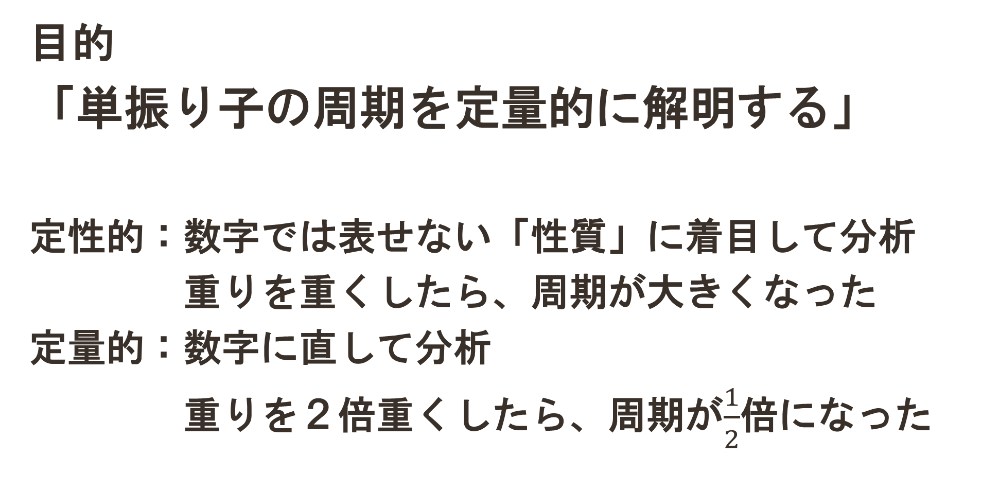 目的
「単振り子の周期を定量的に解明する」
定性的：数字では表せない「性質」に着目して分析
重りを重くしたら、周期が大きくなった
定量的：数字に直して分析
重りを２倍重くしたら、周期が1/2倍になった